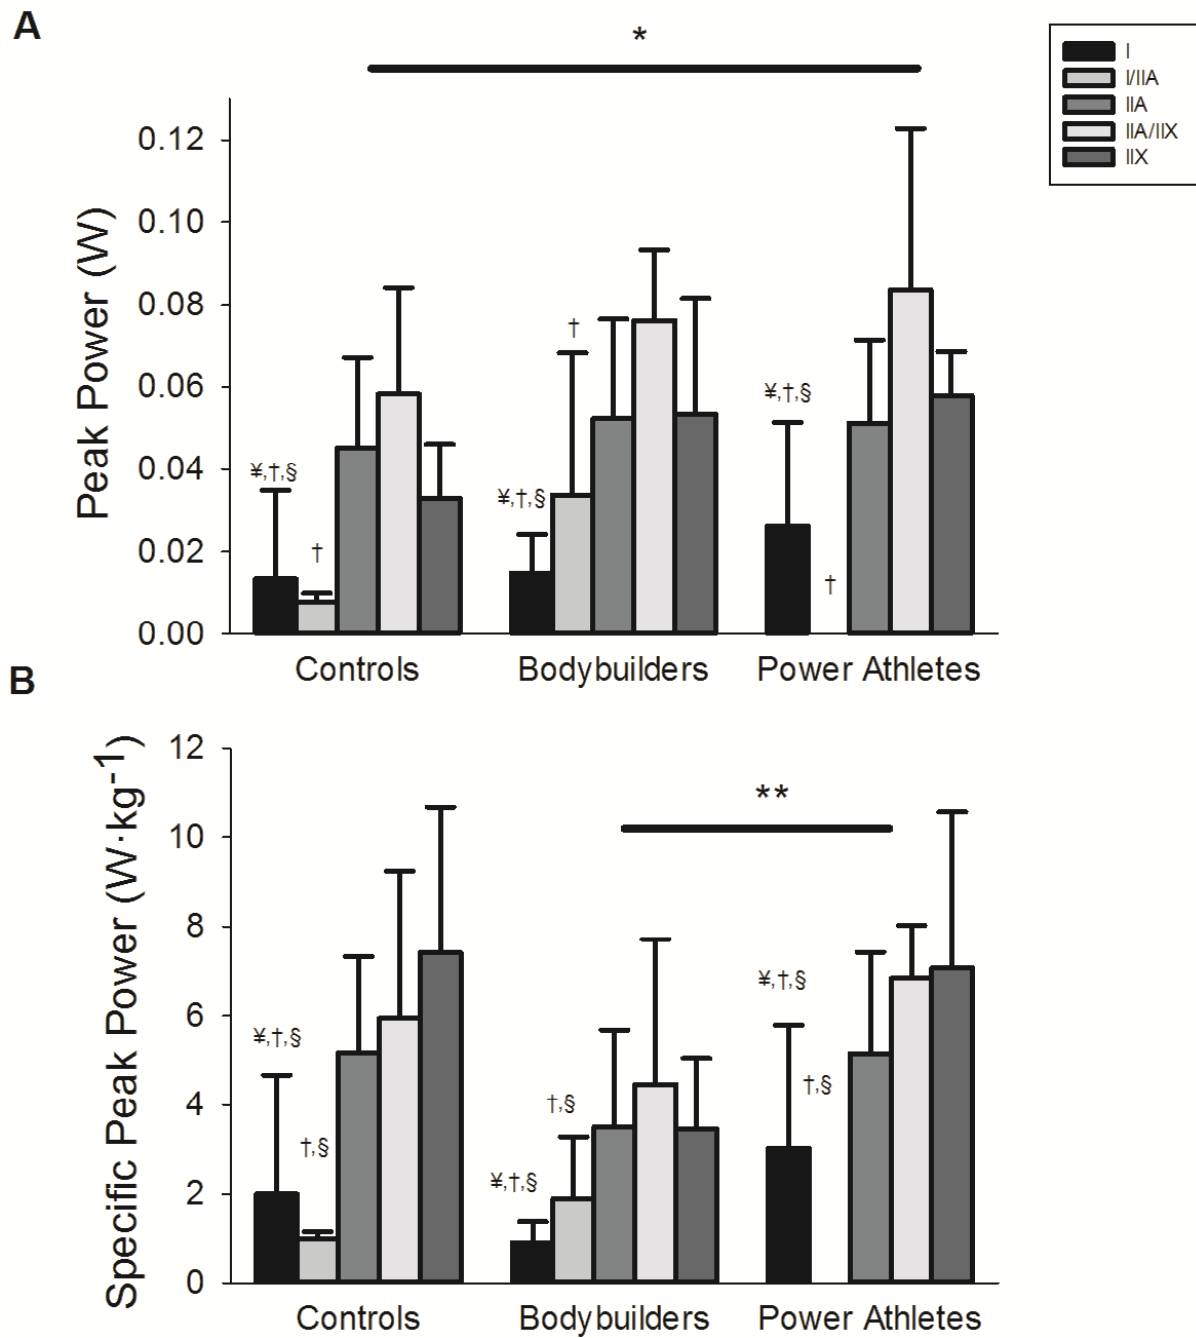 A
*
I
I/IIA
IIA
IIA/IIX
IIX
Peak Power (W)
0.12
0.10
0.08
0.06
0.04
0.02
0.00
¥,†,§
†
¥,†,§
†
¥,†,§
†
Controls
Bodybuilders
Power Athletes
B
**
Specific Peak Power (W·kg-1)
12
10
8
6
4
2
0
¥,†,§
†,§
¥,†,§
†,§
¥,†,§
†,§
Controls
Bodybuilders
Power Athletes